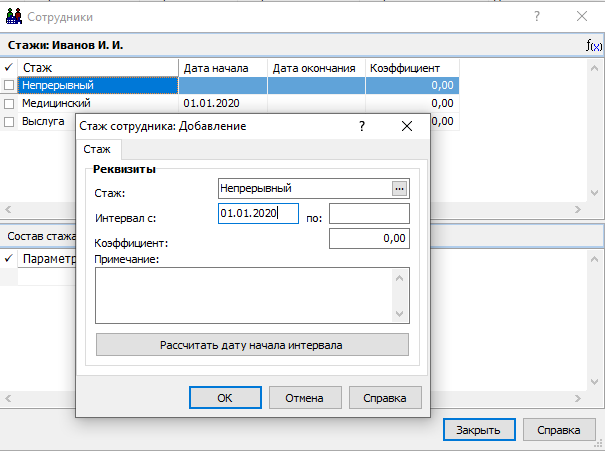 Сотрудники
Стажи: Иванов И. И.
f(x)
Стаж Дата начала Дата окончания Коэффициент
Непрерывный 0,00
Медицинский 01.01.2020 0,00
Выслуга 0,00
Стаж сотрудника: Добавление
Стаж
Реквизиты
Стаж: Непрерывный ...
Интервал с: 01.01.2020 по:
Коэффициент: 0,00
Примечание:
Рассчитать дату начала интервала
ОК Отмена Справка
Состав стажа
Параметр
Закрыть Справка